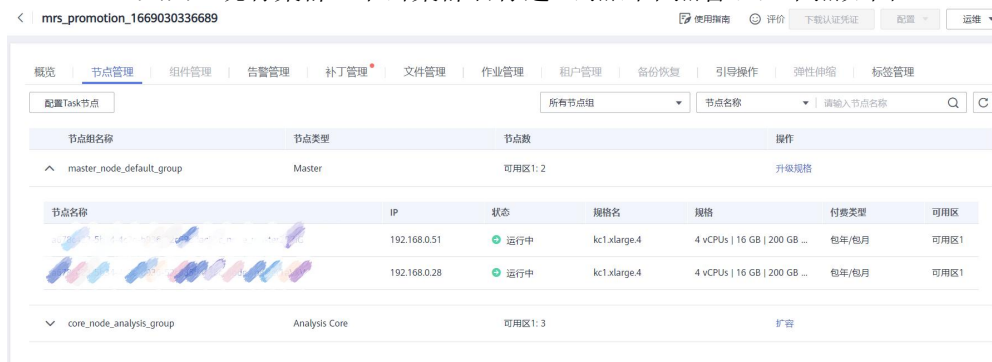 mrs_promotion_1669030336689 使用指南 评价 下载认证凭证 配置 运维
概览 节点管理 组件管理 告警管理 补丁管理 文件管理 作业管理 租户管理 备份恢复 引导操作 弹性伸缩 标签管理
配置Task节点 所有节点组 节点名称 请输入节点名称
节点组名称 节点类型 节点数 操作
master_node_default_group Master 可用区1: 2 升级规格
节点名称 IP 状态 规格名 规格 付费类型 可用区
192.168.0.51 运行中 kc1.xlarge.4 4 vCPUs | 16 GB | 200 GB ... 包年/包月 可用区1
192.168.0.28 运行中 kc1.xlarge.4 4 vCPUs | 16 GB | 200 GB ... 包年/包月 可用区1
core_node_analysis_group Analysis Core 可用区1: 3 扩容